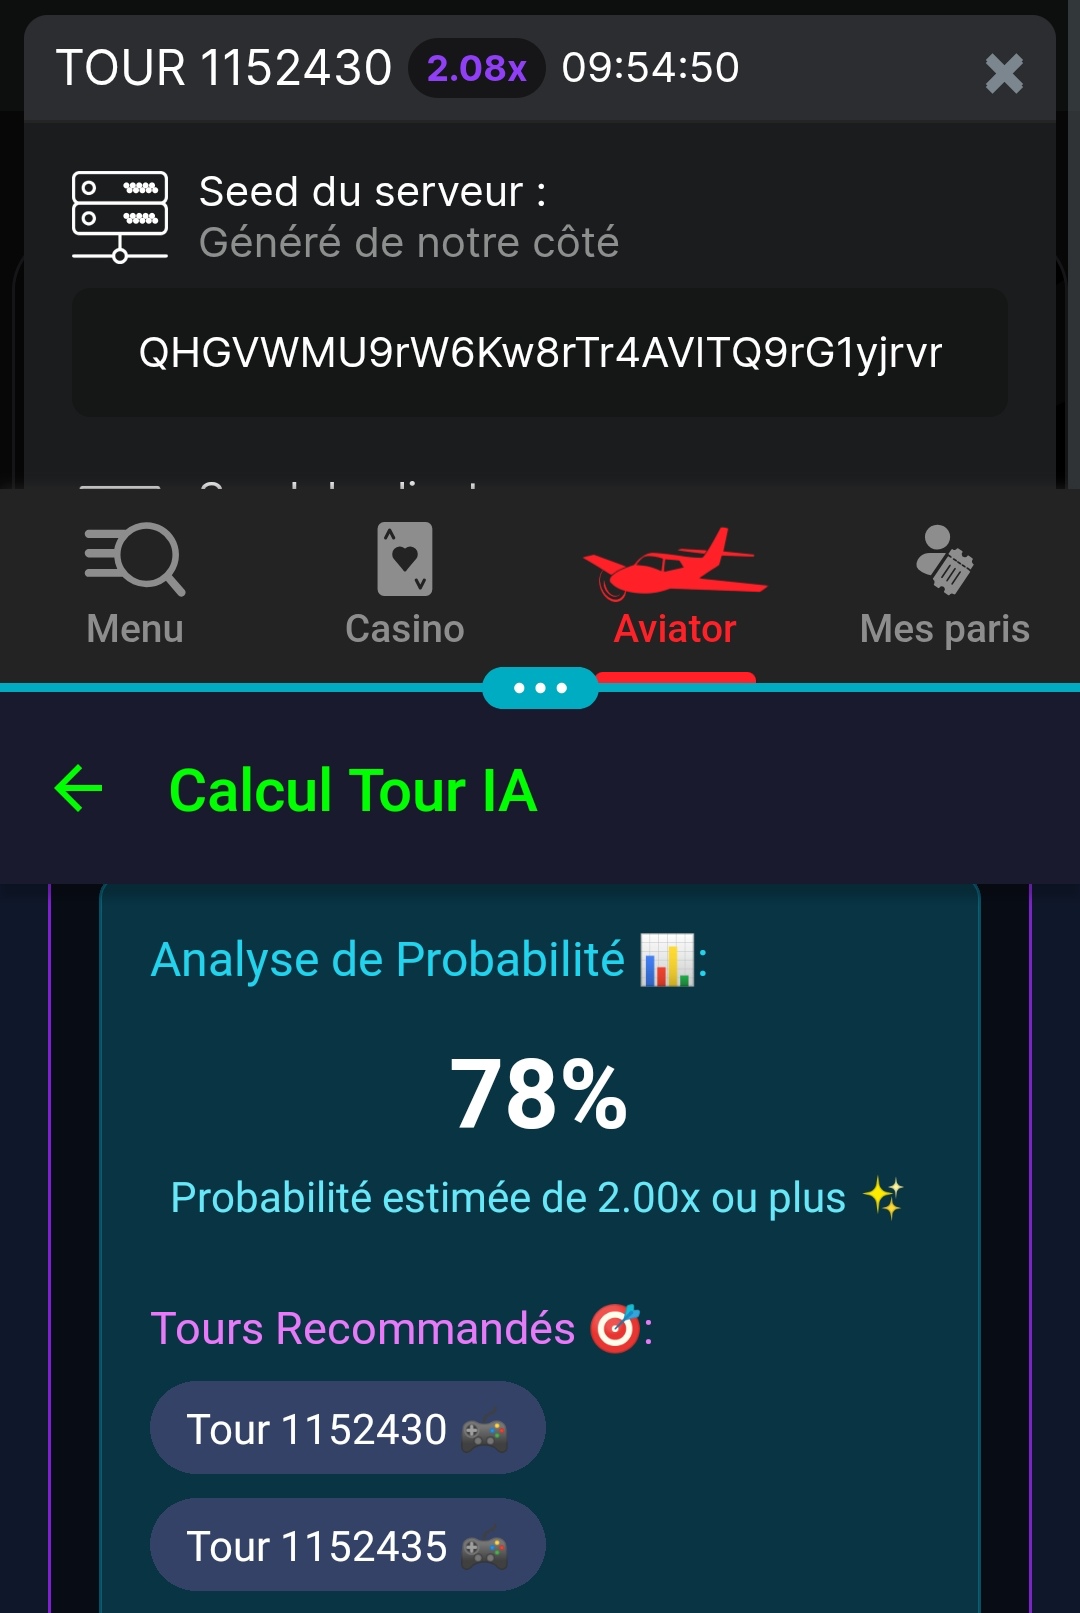 TOUR 1152430 2.08x 09:54:50
Seed du serveur :
Généré de notre côté
QHGVWMU9rW6Kw8rTr4AVITQ9rG1yjrvr
Menu Casino Aviator Mes paris
Calcul Tour IA
Analyse de Probabilité 📊:
78%
Probabilité estimée de 2.00x ou plus ✨
Tours Recommandés 🎯:
Tour 1152430 🎮
Tour 1152435 🎮